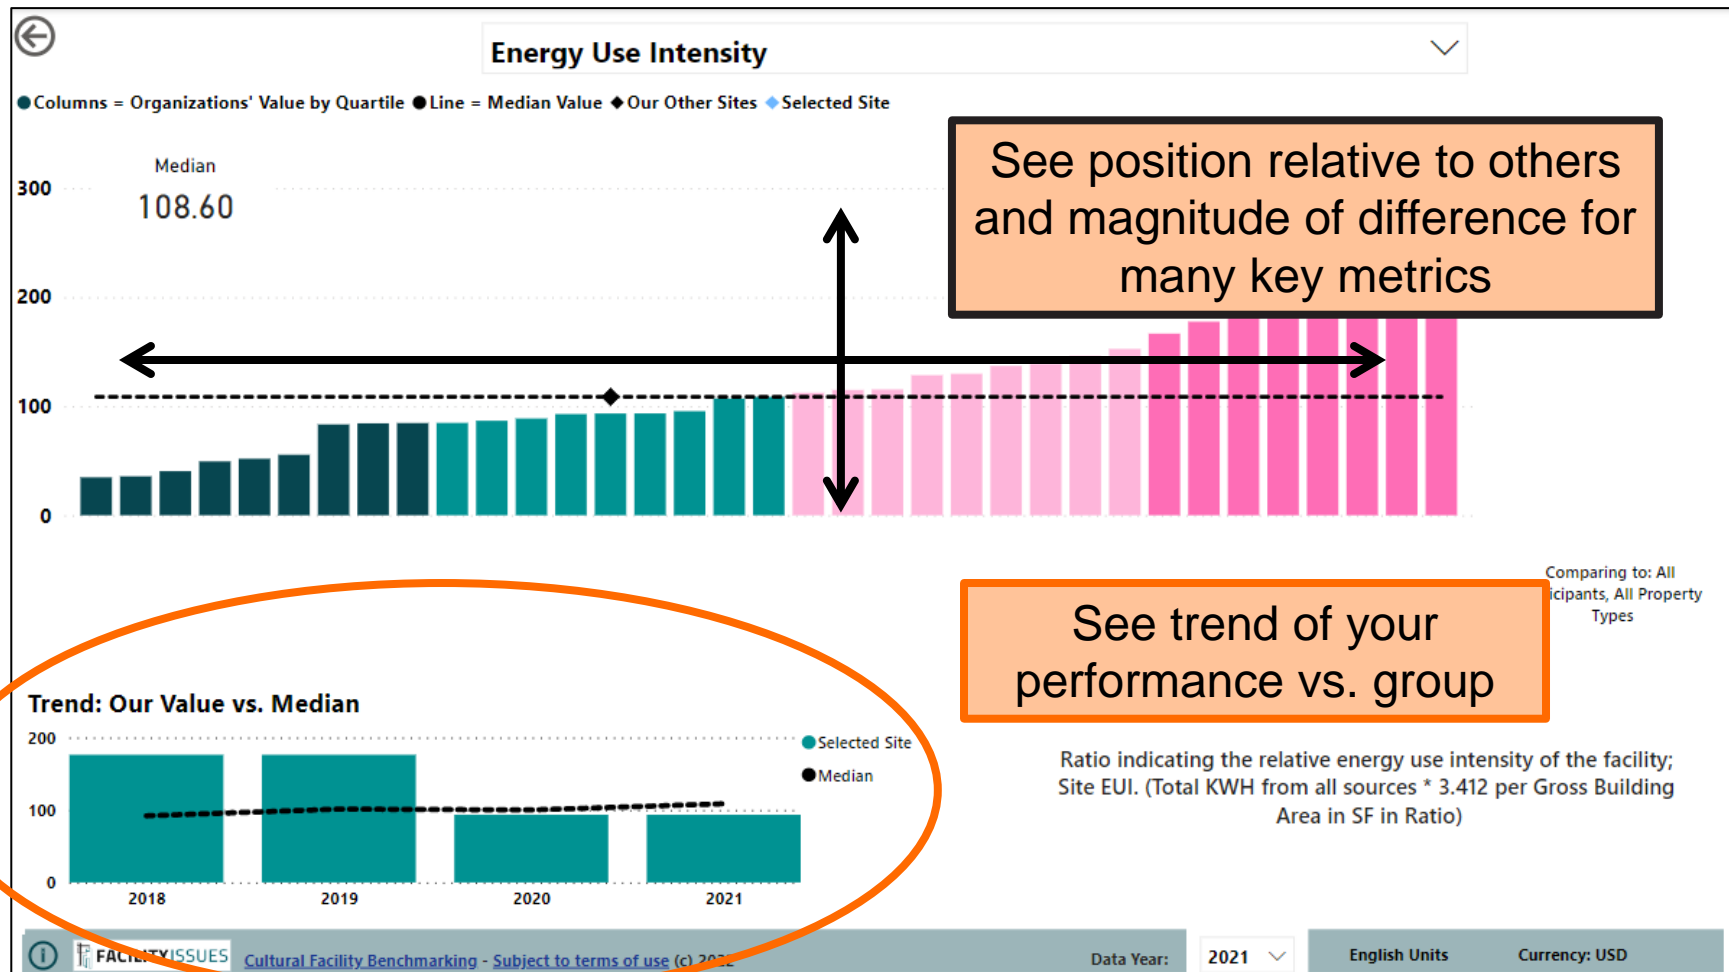 Energy Use Intensity
Columns = Organizations' Value by Quartile Line = Median Value Our Other Sites Selected Site
Median
108.60
300
200
100
0
See position relative to others
and magnitude of difference for
many key metrics
Comparing to: All
icipants, All Property
Types
See trend of your
performance vs. group
Trend: Our Value vs. Median
200
100
0
2018 2019 2020 2021
Selected Site
Median
Ratio indicating the relative energy use intensity of the facility;
Site EUI. (Total KWH from all sources * 3.412 per Gross Building
Area in SF in Ratio)
FACILITYISSUES
Cultural Facility Benchmarking - Subject to terms of use (c) 2022
Data Year: 2021 English Units Currency: USD